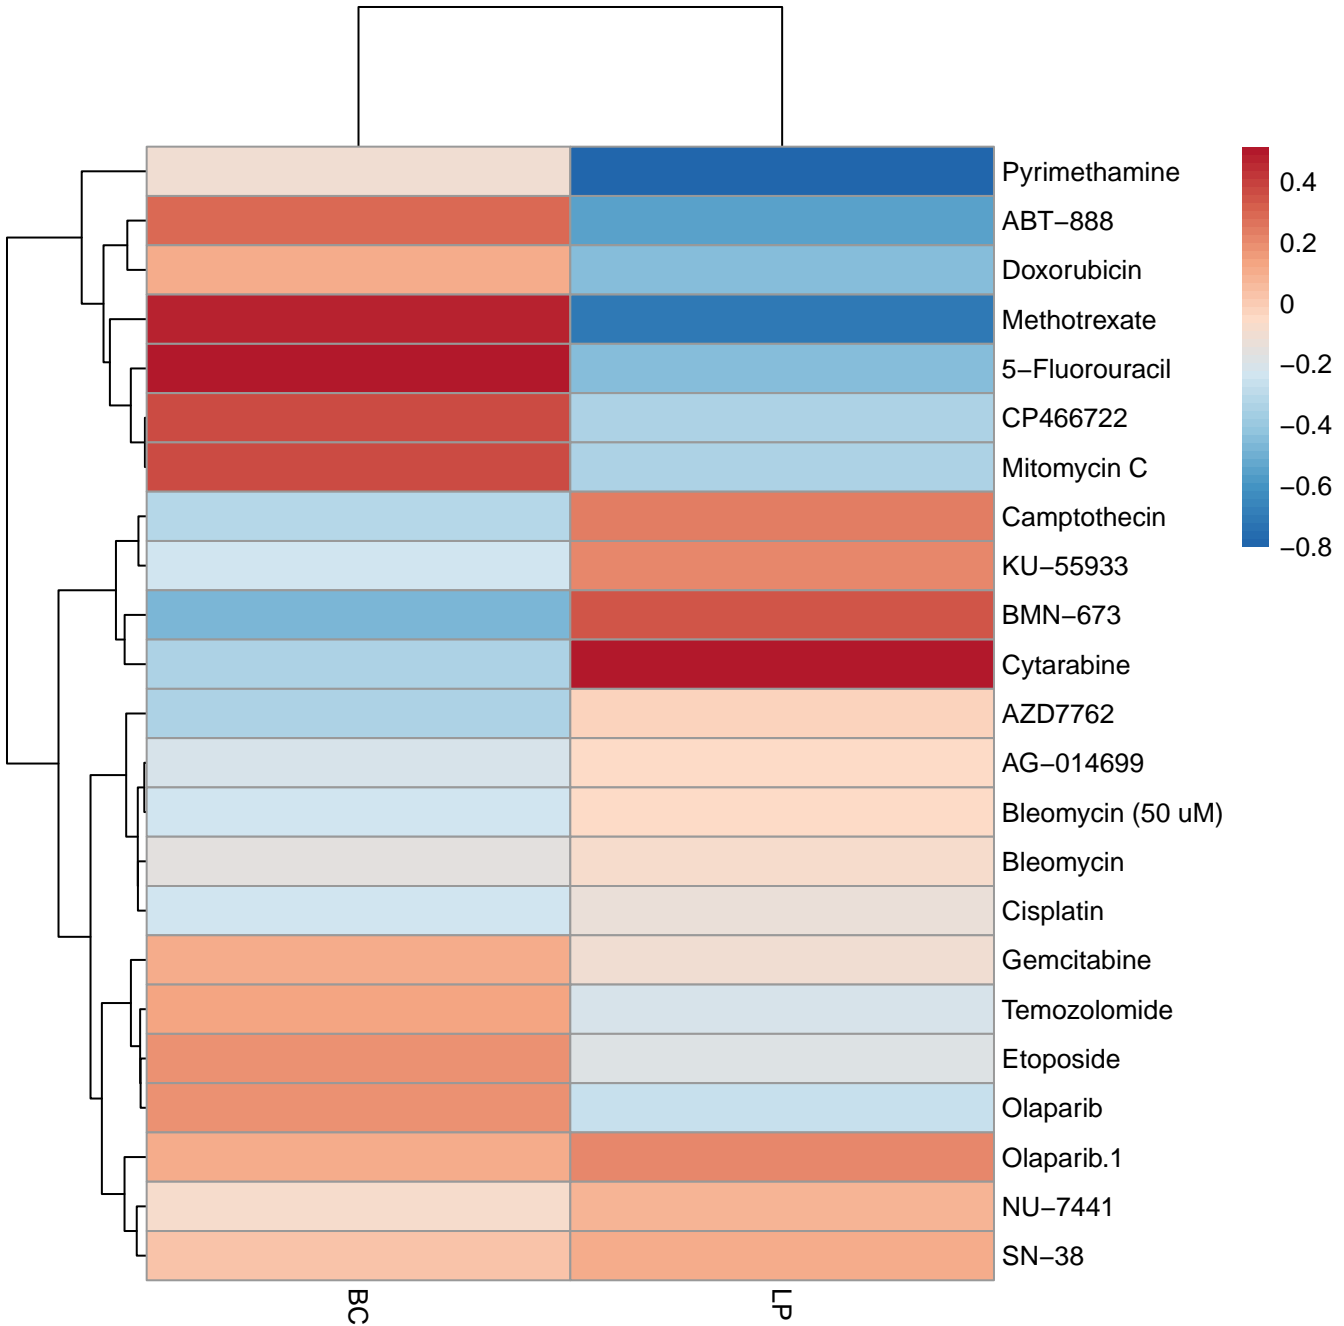 Pyrimethamine
ABT−888
Doxorubicin
Methotrexate
5−Fluorouracil
CP466722
Mitomycin C
Camptothecin
KU−55933
BMN−673
Cytarabine
AZD7762
AG−014699
Bleomycin (50 uM)
Bleomycin
Cisplatin
Gemcitabine
Temozolomide
Etoposide
Olaparib
Olaparib.1
NU−7441
SN−38
BC
LP
0.4
0.2
0
−0.2
−0.4
−0.6
−0.8